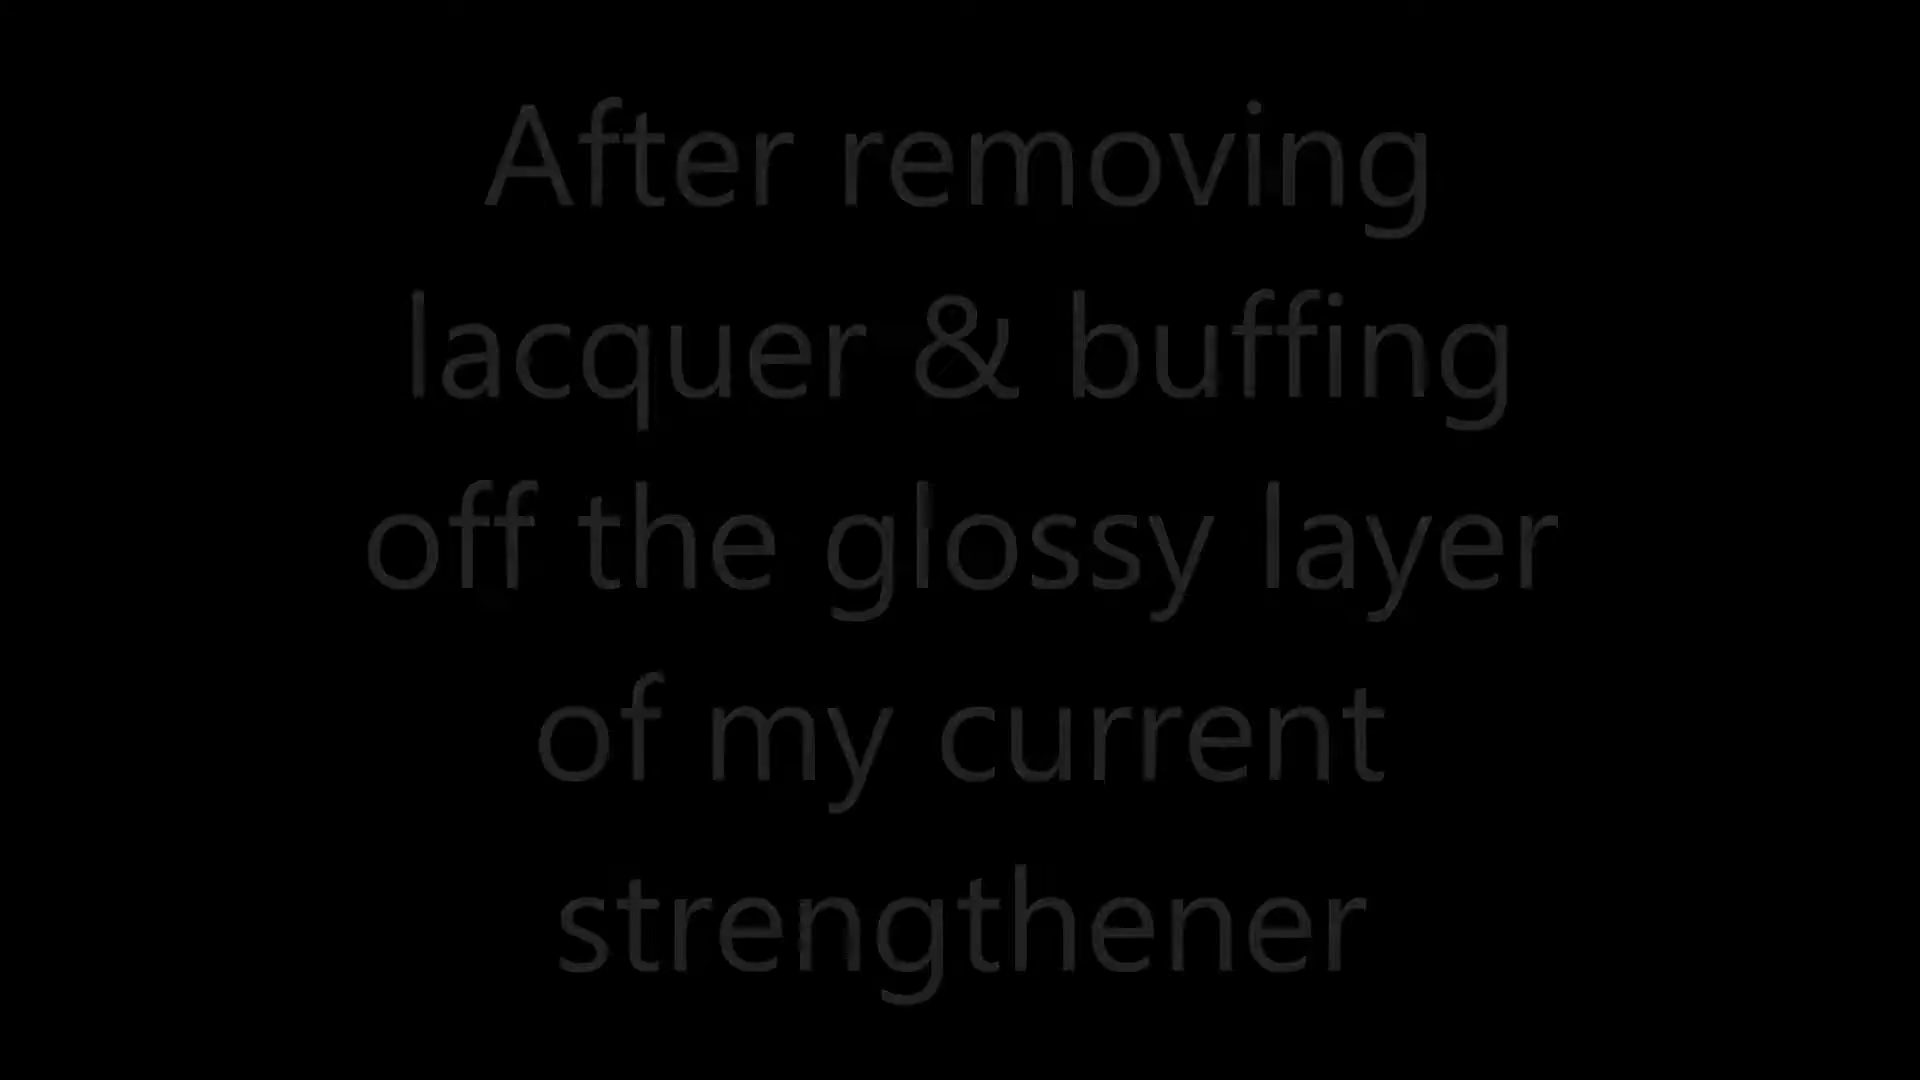 After removing
lacquer & buffing
off the glossy layer
of my current
strengthener